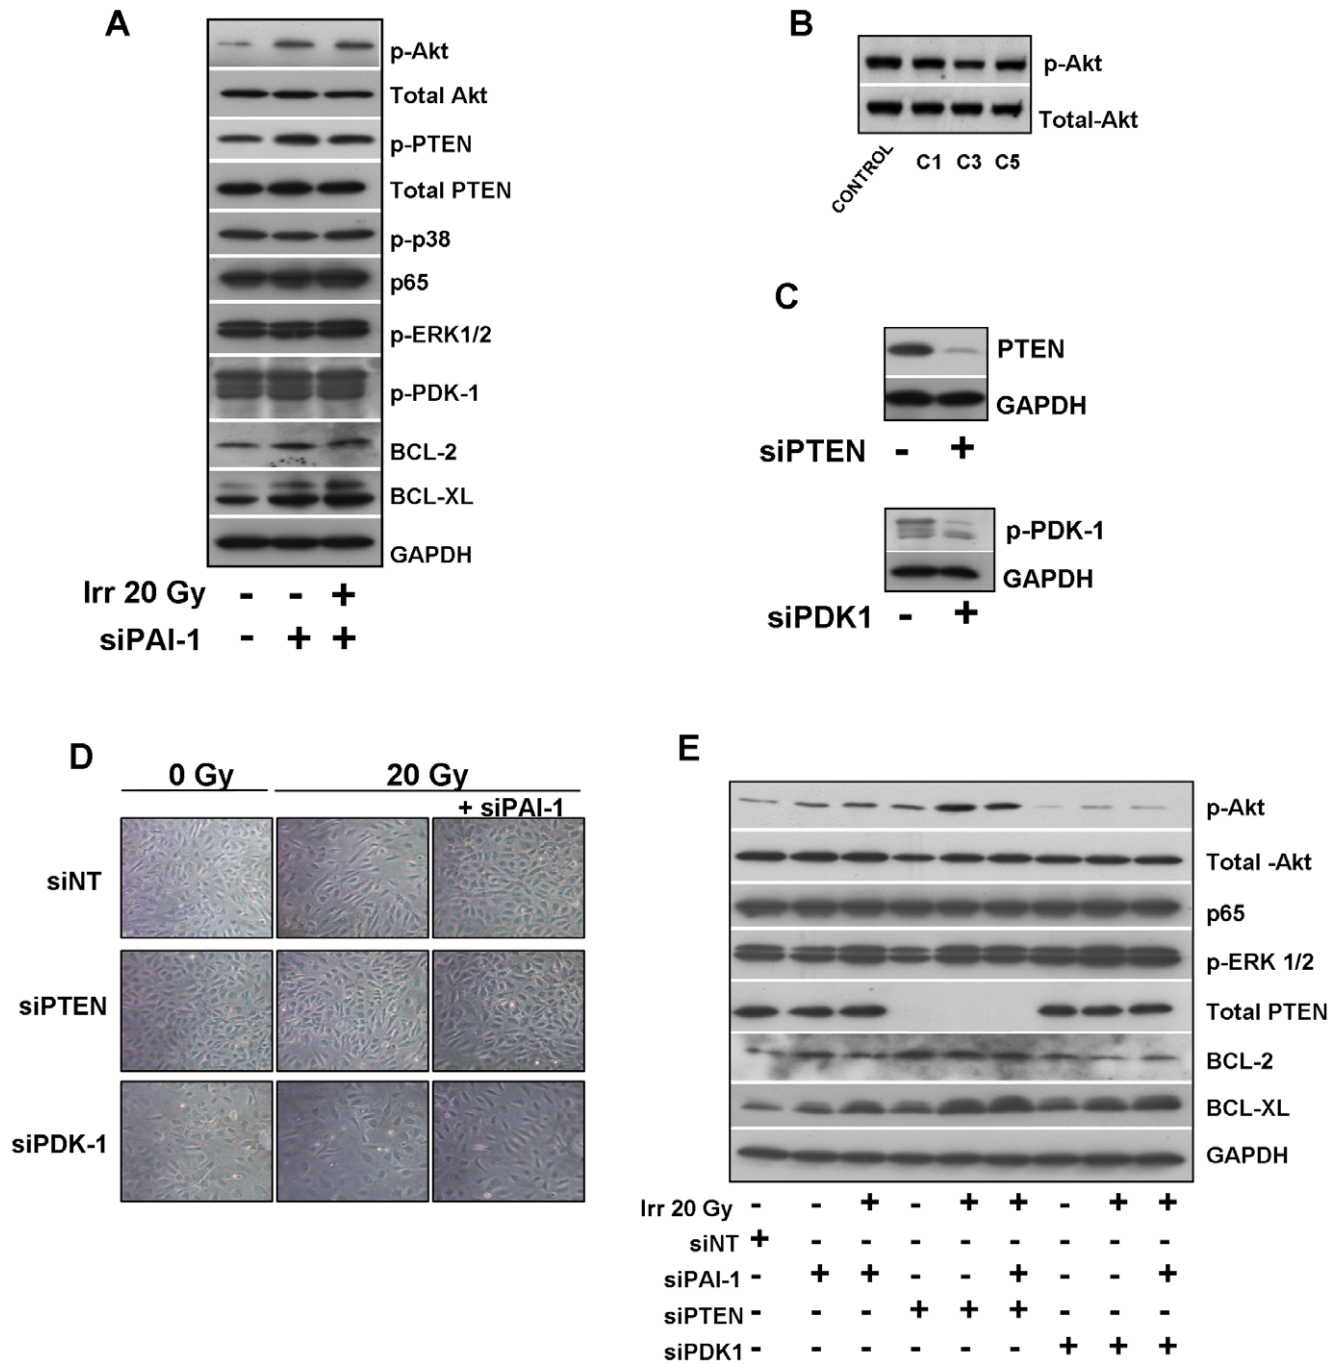 A
p-Akt
Total Akt
p-PTEN
Total PTEN
p-p38
p65
p-ERK1/2
p-PDK-1
BCL-2
BCL-XL
GAPDH
Irr 20 Gy - - +
siPAI-1 - + +
B
p-Akt
Total-Akt
CONTROL C1 C3 C5
C
PTEN
GAPDH
siPTEN - +
p-PDK-1
GAPDH
siPDK1 - +
D
0 Gy 20 Gy
+ siPAI-1
siNT
siPTEN
siPDK-1
E
p-Akt
Total -Akt
p65
p-ERK 1/2
Total PTEN
BCL-2
BCL-XL
GAPDH
Irr 20 Gy - - + - + + - + +
siNT + - - - - - - - -
siPAI-1 - + + - - + - - +
siPTEN - - - + + + - - -
siPDK1 - - - - - - + + +